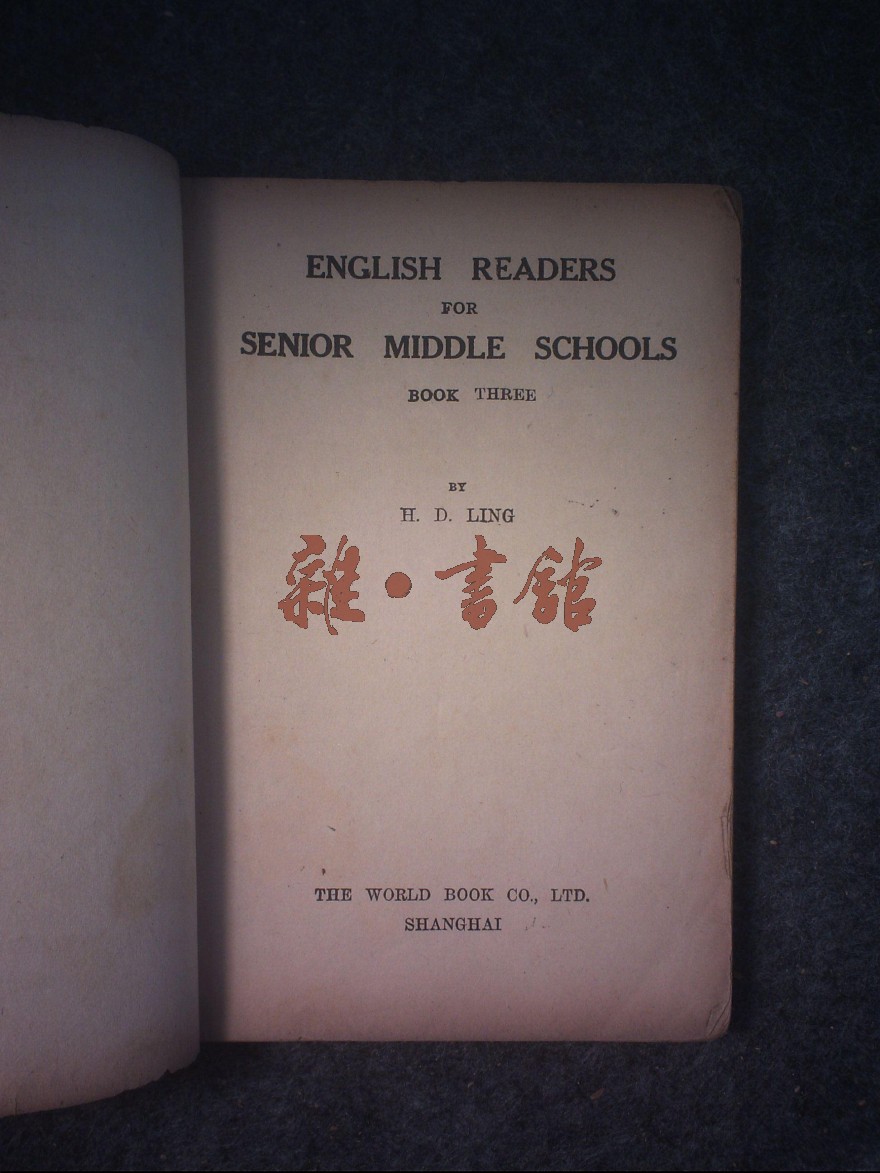 ENGLISH READERS
FOR
SENIOR MIDDLE SCHOOLS
BOOK THREE
BY
H. D. LING
雜·書館
THE WORLD BOOK CO., LTD.
SHANGHAI